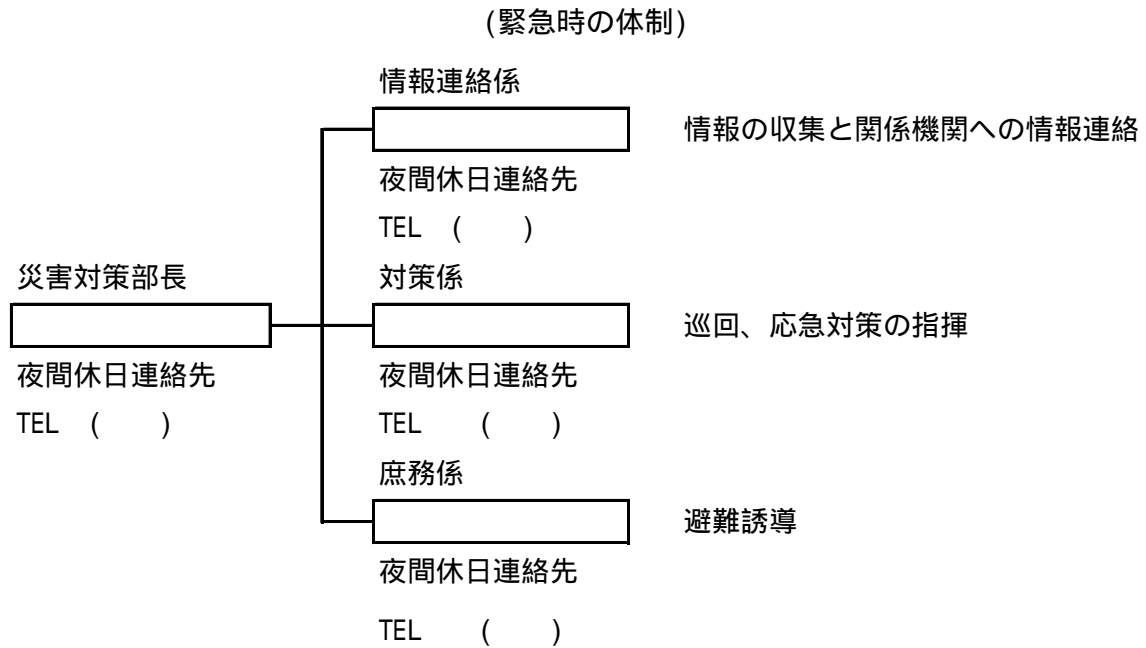 (緊急時の体制)
情報連絡係
情報の収集と関係機関への情報連絡
夜間休日連絡先
TEL (　　)
災害対策部長
夜間休日連絡先
TEL (　　)
対策係
巡回、応急対策の指揮
夜間休日連絡先
TEL　(　　)
庶務係
避難誘導
夜間休日連絡先
TEL　(　　)